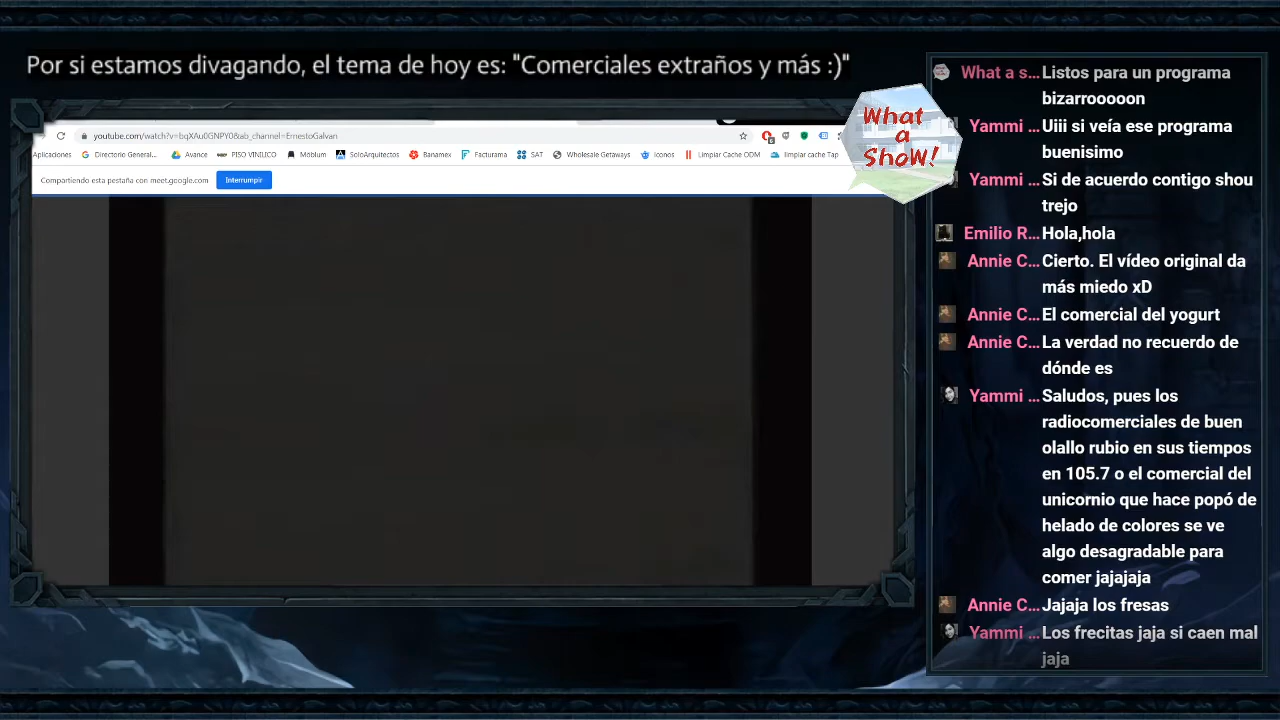 Por si estamos divagando, el tema de hoy es: "Comerciales extraños y más :)"
youtube.com/watch?v=bqXAu0GNPY0&ab_channel=ErnestoGalvan
Aplicaciones Directorio General... Avance PISO VINILICO Möblum SoloArquitectos Banamex Facturama SAT Wholesale Getaways Iconos Limpiar Cache ODM limpiar cache Tap
Compartiendo esta pestaña con meet.google.com Interrumpir
What
a
ShoW!
What a s... Listos para un programa
bizarrooooon
Yammi ... Uiii si veía ese programa
buenisimo
Yammi ... Si de acuerdo contigo shou
trejo
Emilio R... Hola,hola
Annie C... Cierto. El vídeo original da
más miedo xD
Annie C... El comercial del yogurt
Annie C... La verdad no recuerdo de
dónde es
Yammi ... Saludos, pues los
radiocomerciales de buen
olallo rubio en sus tiempos
en 105.7 o el comercial del
unicornio que hace popó de
helado de colores se ve
algo desagradable para
comer jajajaja
Annie C... Jajaja los fresas
Yammi ... Los frecitas jaja si caen mal
jaja